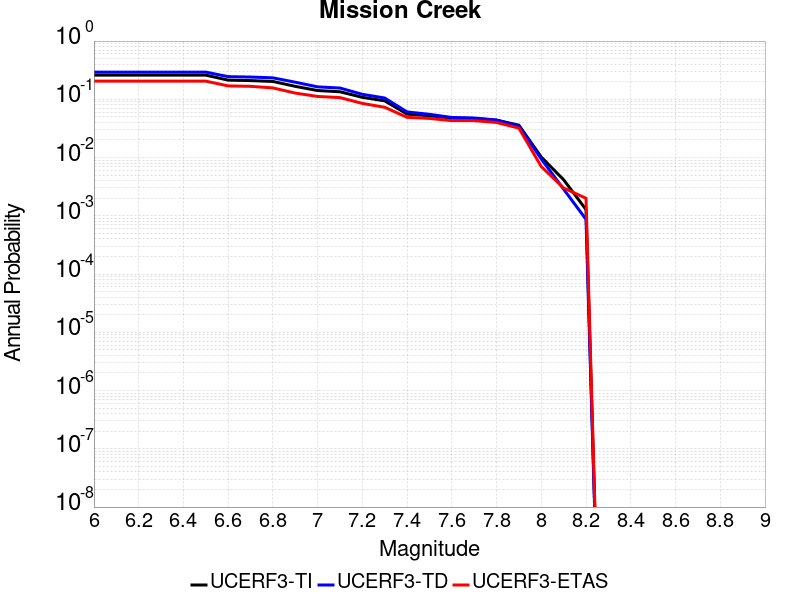 Mission Creek
10^0
10^-1
10^-2
10^-3
10^-4
10^-5
10^-6
10^-7
10^-8
Annual Probability
6 6.2 6.4 6.6 6.8 7 7.2 7.4 7.6 7.8 8 8.2 8.4 8.6 8.8 9
Magnitude
UCERF3-TI UCERF3-TD UCERF3-ETAS